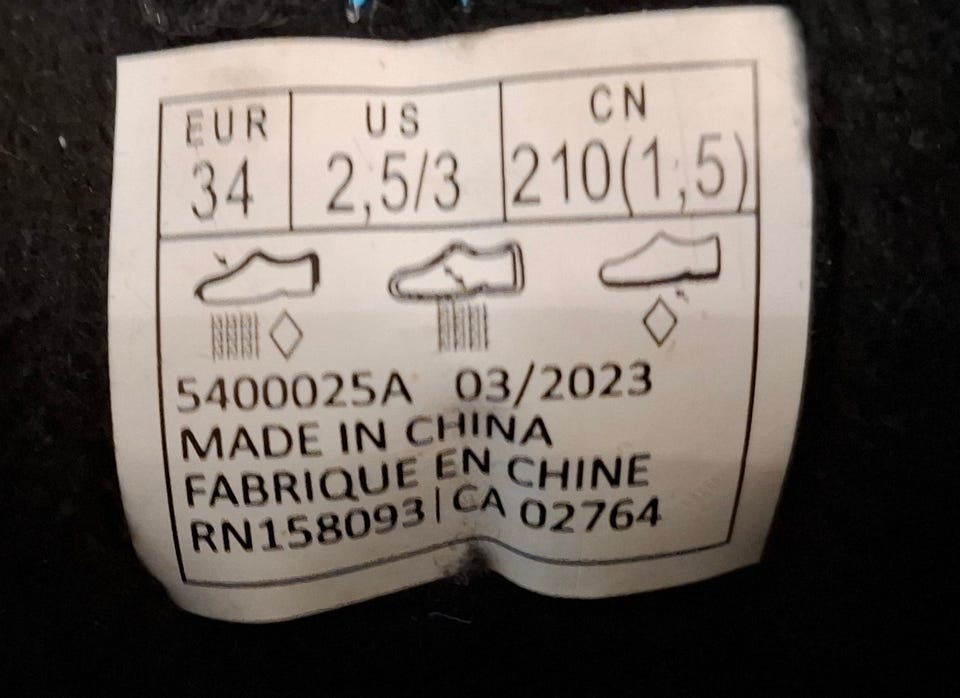 EUR US CN
34 2,5/3 210(1,5)
5400025A 03/2023
MADE IN CHINA
FABRIQUE EN CHINE
RN158093|CA 02764